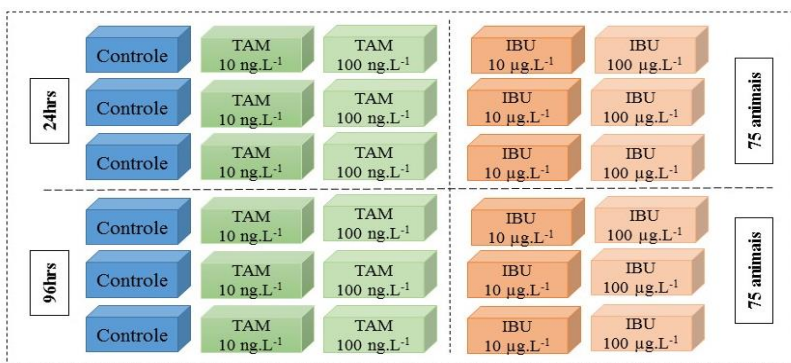 Controle
TAM
10 ng.L-1
TAM
100 ng.L-1
IBU
10 µg.L-1
IBU
100 µg.L-1
24hrs
Controle
TAM
10 ng.L-1
TAM
100 ng.L-1
IBU
10 µg.L-1
IBU
100 µg.L-1
75 animais
Controle
TAM
10 ng.L-1
TAM
100 ng.L-1
IBU
10 µg.L-1
IBU
100 µg.L-1
Controle
TAM
10 ng.L-1
TAM
100 ng.L-1
IBU
10 µg.L-1
IBU
100 µg.L-1
96hrs
Controle
TAM
10 ng.L-1
TAM
100 ng.L-1
IBU
10 µg.L-1
IBU
100 µg.L-1
75 animais
Controle
TAM
10 ng.L-1
TAM
100 ng.L-1
IBU
10 µg.L-1
IBU
100 µg.L-1